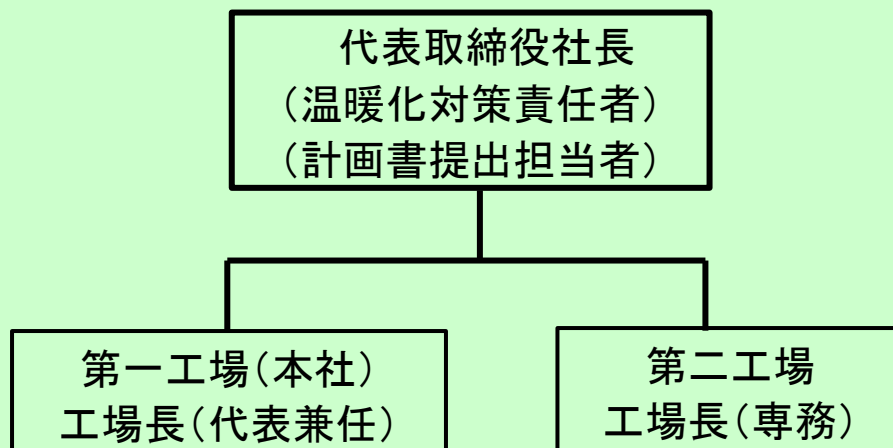 代表取締役社長
（温暖化対策責任者）
（計画書提出担当者）
第一工場（本社）
工場長（代表兼任）
第二工場
工場長（専務）